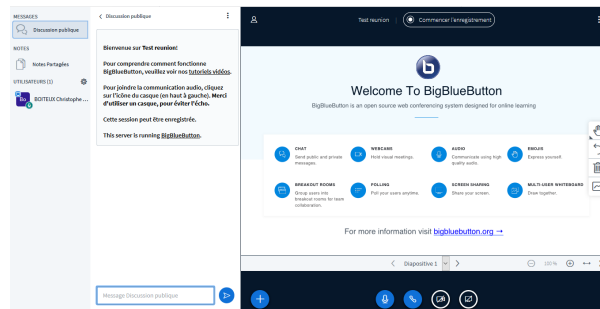 MESSAGES
Discussion publique
NOTES
Notes Partagées
UTILISATEURS (1)
Bo
BOITEUX Christophe ...
Discussion publique
Bienvenue sur Test reunion!
Pour comprendre comment fonctionne
BigBlueButton, veuillez voir nos tutoriels vidéos.
Pour joindre la communication audio, cliquez
sur l'icône du casque (en haut à gauche). Merci
d'utiliser un casque, pour éviter l'écho.
Cette session peut être enregistrée.
This server is running BigBlueButton.
Message Discussion publique
Test reunion
Commencer l'enregistrement
b
Welcome To BigBlueButton
BigBlueButton is an open source web conferencing system designed for online learning
CHAT
Send public and private
messages.
WEBCAMS
Hold visual meetings.
AUDIO
Communicate using high
quality audio.
EMOJIS
Express yourself.
BREAKOUT ROOMS
Group users into
breakout rooms for team
collaboration.
POLLING
Poll your users anytime.
SCREEN SHARING
Share your screen.
MULTI-USER WHITEBOARD
Draw together.
For more information visit bigbluebutton.org →
Diapositive 1
100 %